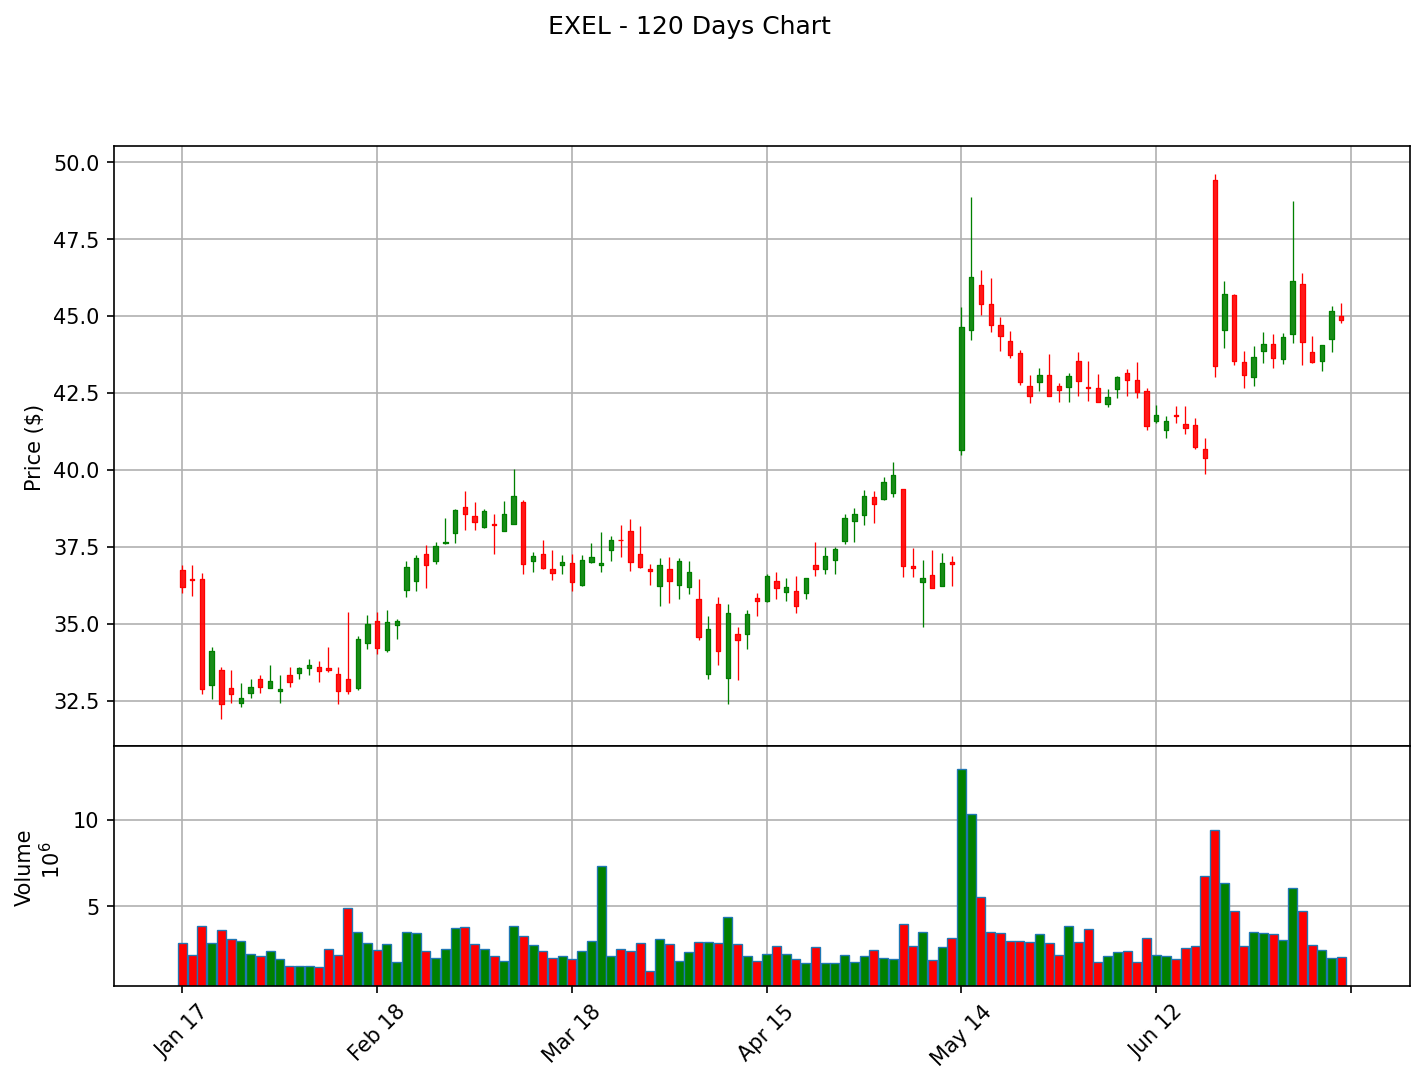 EXEL - 120 Days Chart
50.0
47.5
45.0
42.5
40.0
37.5
35.0
32.5
Price ($)
10
5
Volume
10^6
Jan 17
Feb 18
Mar 18
Apr 15
May 14
Jun 12